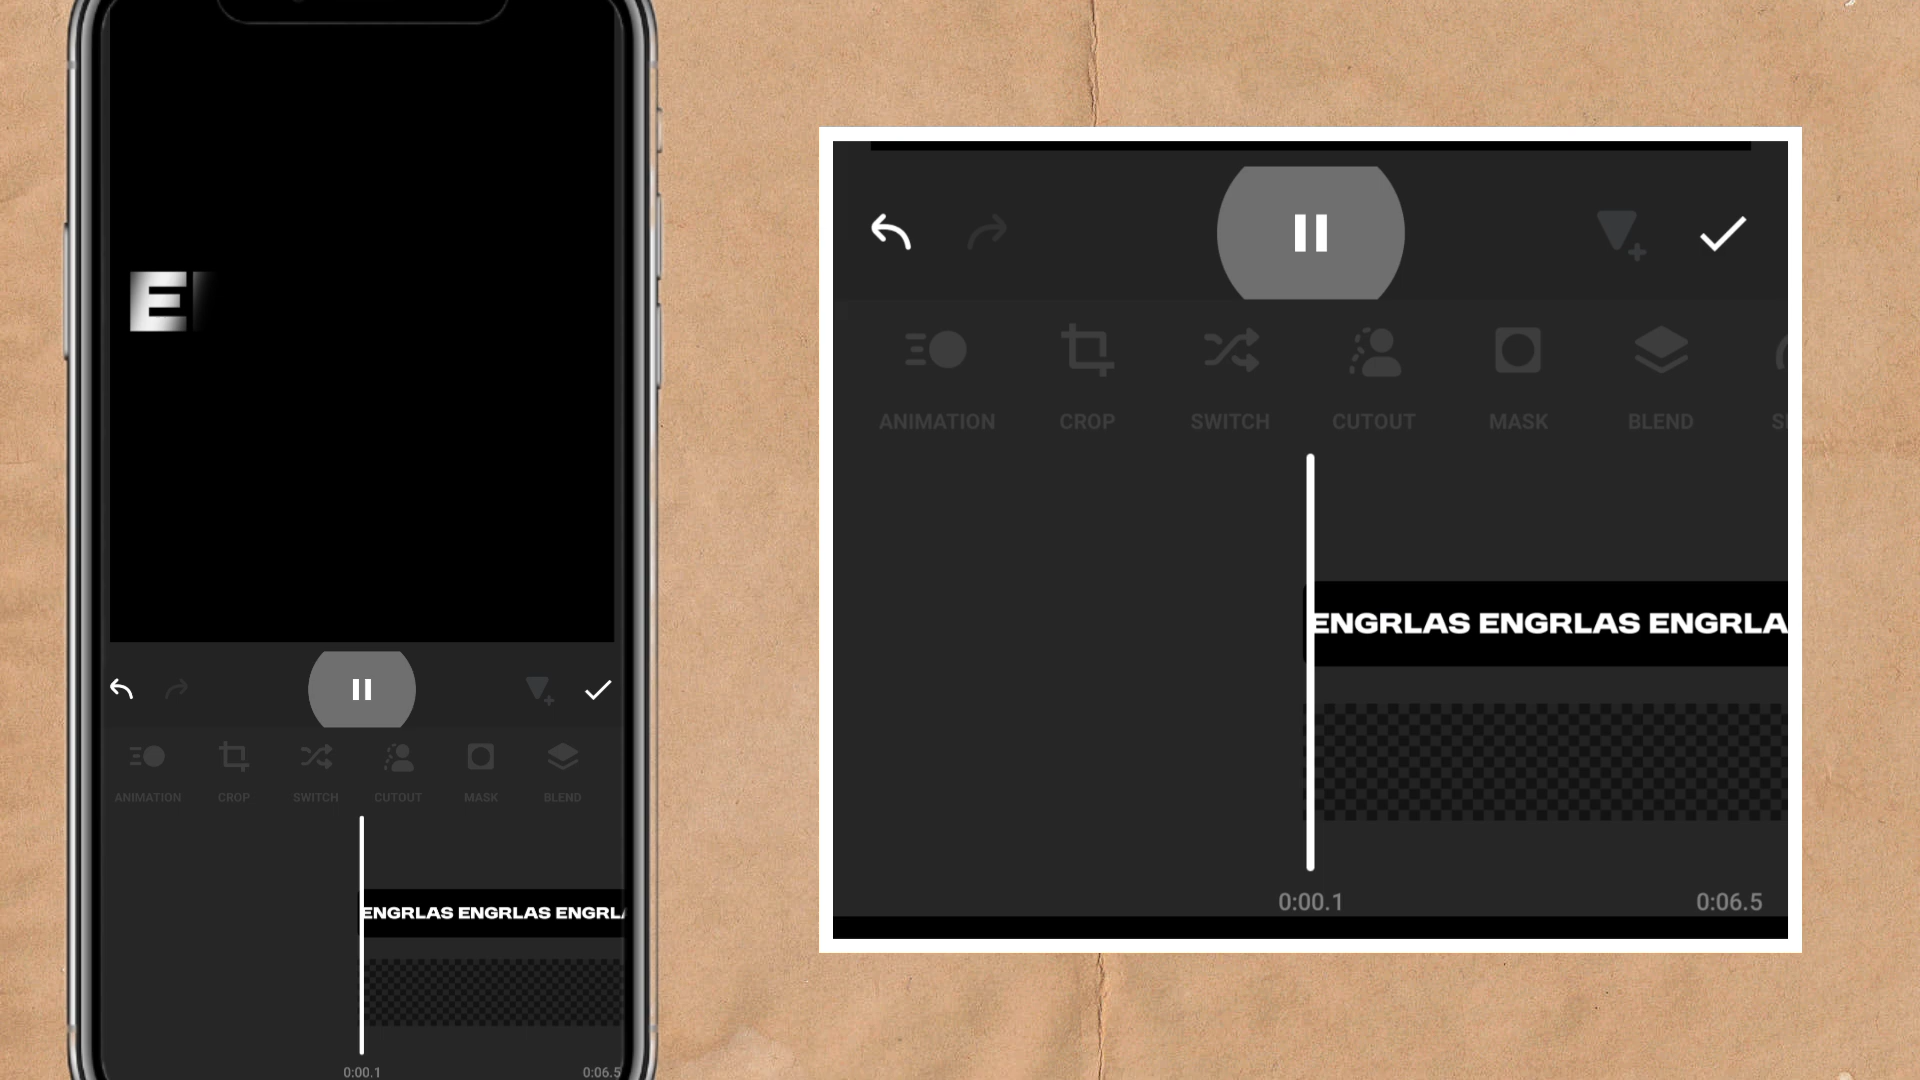 E
ANIMATION CROP SWITCH CUTOUT MASK BLEND
ENGRLAS ENGRLAS ENGRL
0:00.1 0:06.5
ANIMATION CROP SWITCH CUTOUT MASK BLEND
ENGRLAS ENGRLAS ENGRLA
0:00.1 0:06.5